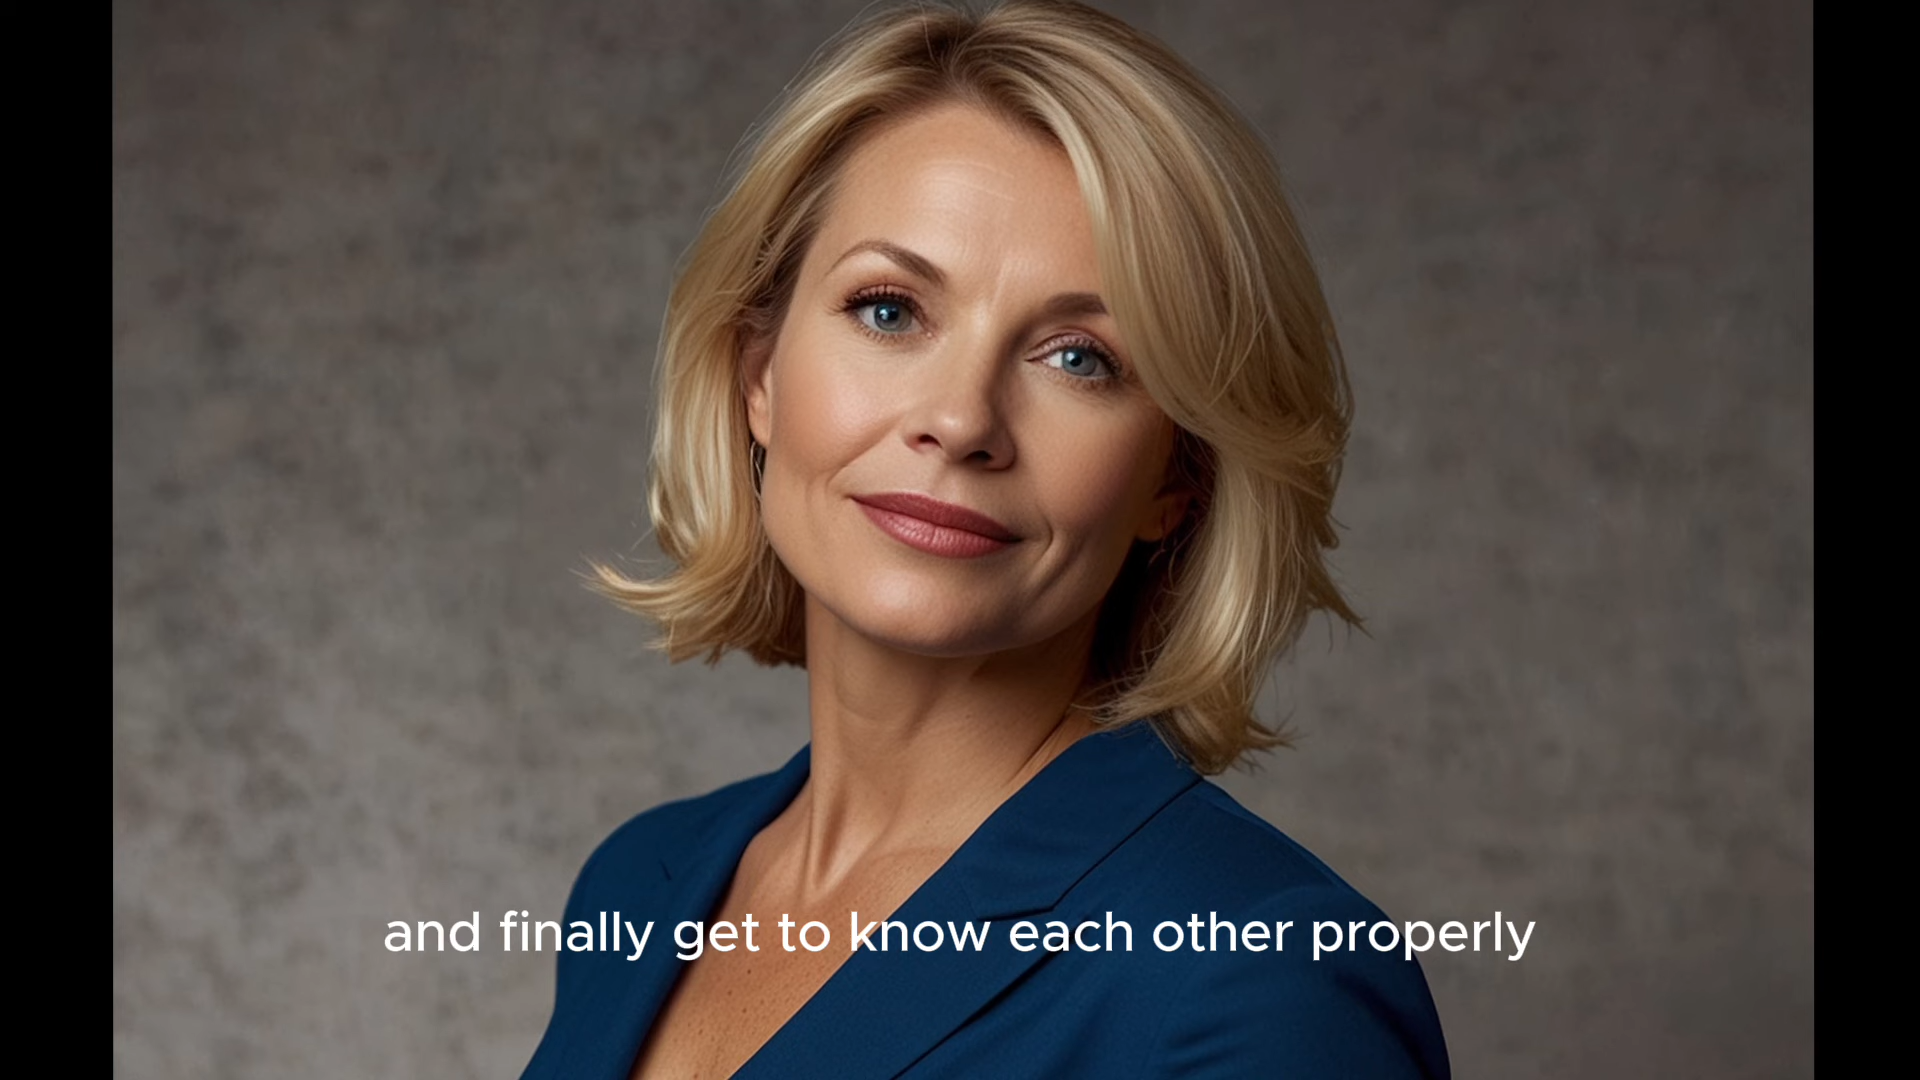 and finally get to know each other properly